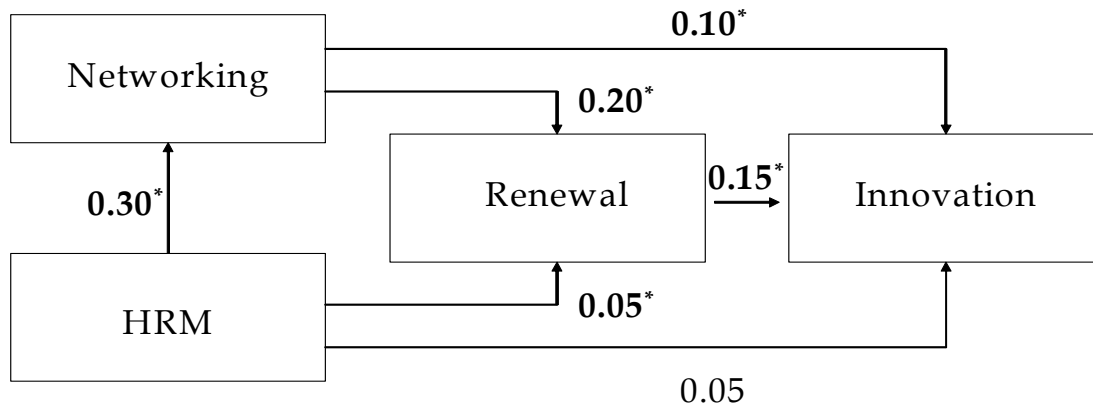 0.10*
Networking
0.20*
0.15*
Renewal
Innovation
0.30*
0.05*
HRM
0.05